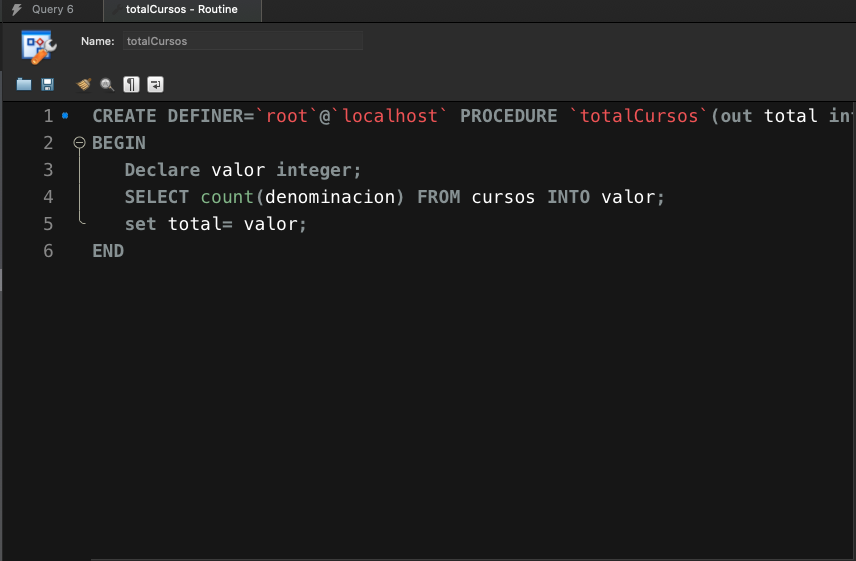 Query 6
totalCursos - Routine
Name: totalCursos
1 CREATE DEFINER=`root`@`localhost` PROCEDURE `totalCursos`(out total in
2 BEGIN
3 Declare valor integer;
4 SELECT count(denominacion) FROM cursos INTO valor;
5 set total= valor;
6 END